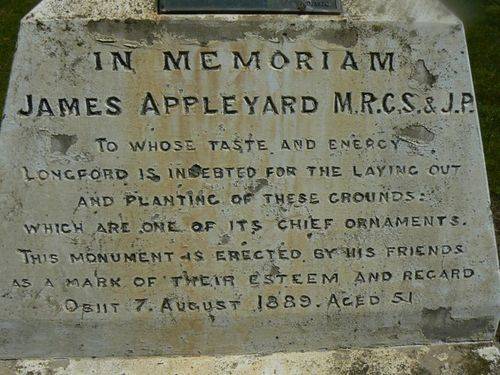 IN MEMORIAM
JAMES APPLEYARD M.R.C.S. & J.P.
TO WHOSE TASTE AND ENERGY
LONGFORD IS INDEBTED FOR THE LAYING OUT
AND PLANTING OF THESE GROUNDS:
WHICH ARE ONE OF ITS CHIEF ORNAMENTS.
THIS MONUMENT IS ERECTED BY HIS FRIENDS
AS A MARK OF THEIR ESTEEM AND REGARD
OBIIT 7. AUGUST 1889. AGED 51